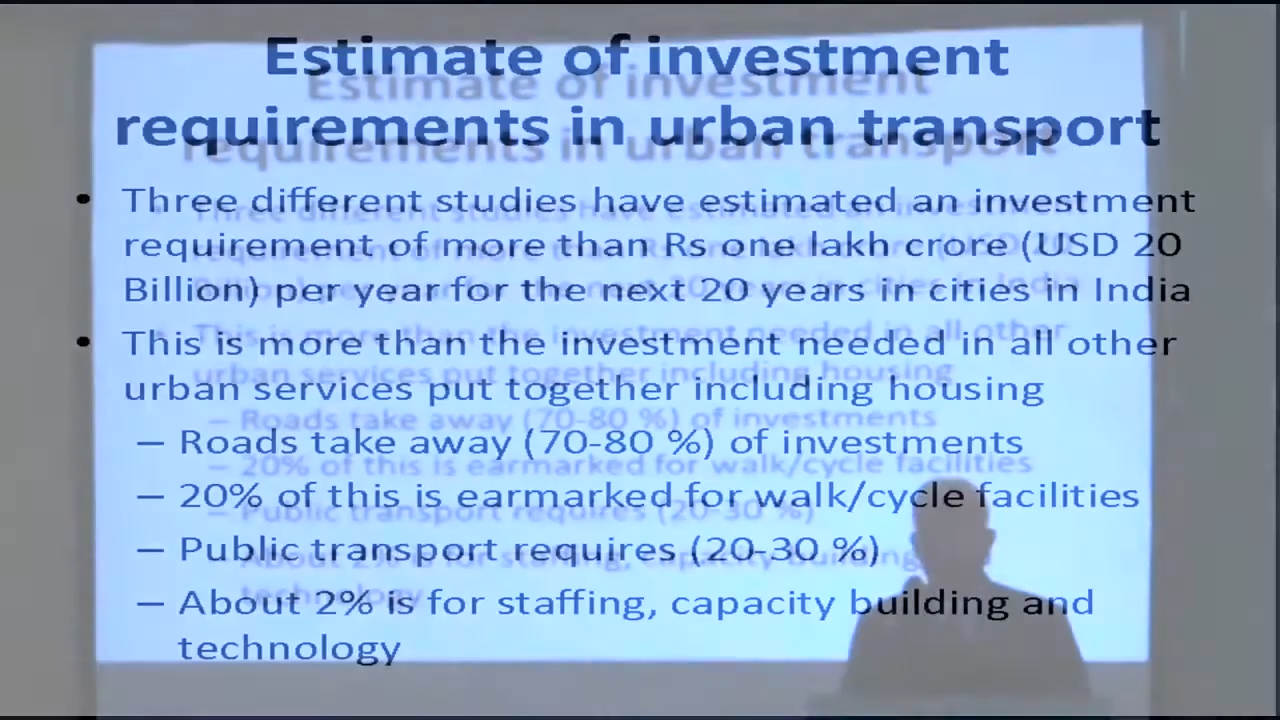 Estimate of investment
requirements in urban transport
• Three different studies have estimated an investment
requirement of more than Rs one lakh crore (USD 20
Billion) per year for the next 20 years in cities in India
• This is more than the investment needed in all other
urban services put together including housing
– Roads take away (70-80 %) of investments
– 20% of this is earmarked for walk/cycle facilities
– Public transport requires (20-30 %)
– About 2% is for staffing, capacity building and
technology